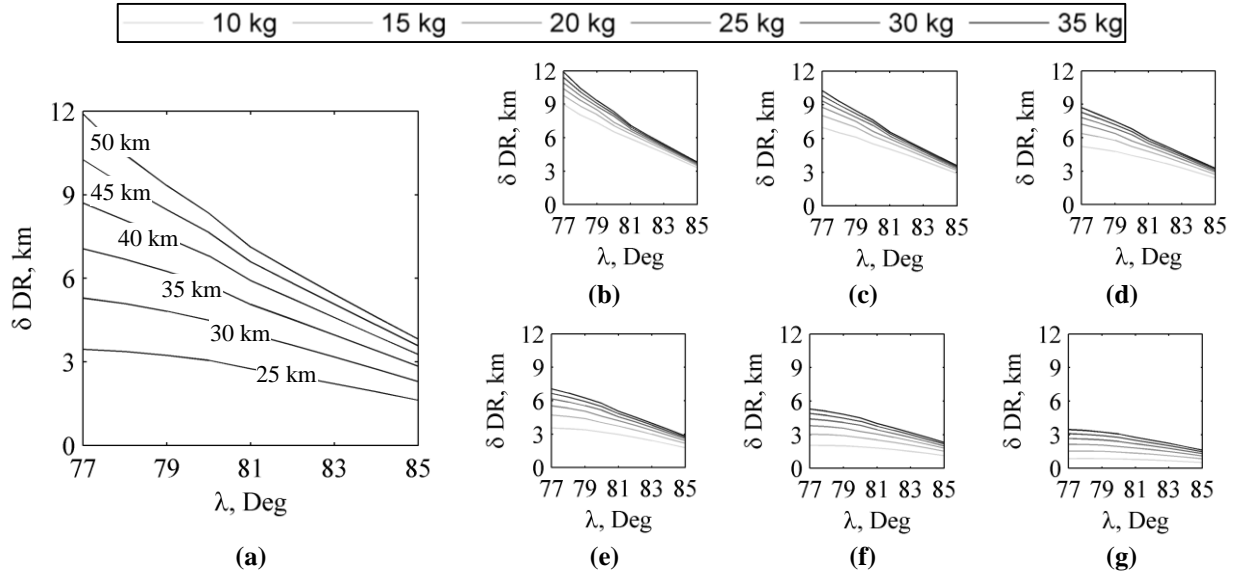 10 kg 15 kg 20 kg 25 kg 30 kg 35 kg
12
9
6
3
0
δ DR, km
50 km
45 km
40 km
35 km
30 km
25 km
77 79 81 83 85
λ, Deg
(a)
12
9
6
3
0
δ DR, km
77 79 81 83 85
λ, Deg
(b)
12
9
6
3
0
δ DR, km
77 79 81 83 85
λ, Deg
(c)
12
9
6
3
0
δ DR, km
77 79 81 83 85
λ, Deg
(d)
12
9
6
3
0
δ DR, km
77 79 81 83 85
λ, Deg
(e)
12
9
6
3
0
δ DR, km
77 79 81 83 85
λ, Deg
(f)
12
9
6
3
0
δ DR, km
77 79 81 83 85
λ, Deg
(g)